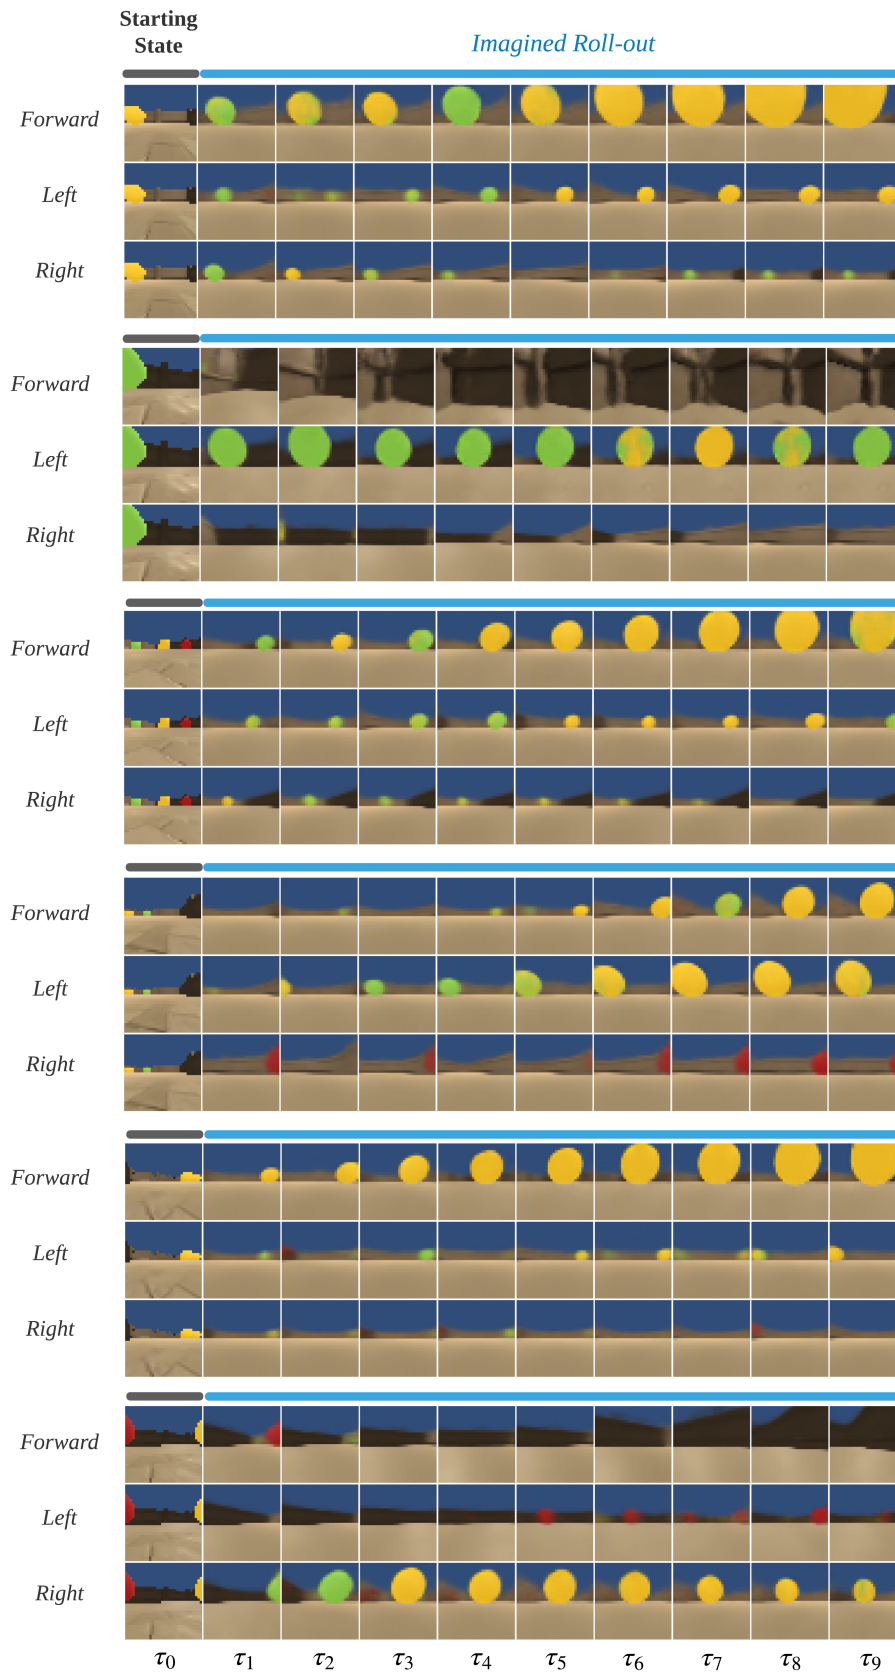 Starting
State
Imagined Roll-out
Forward
Left
Right
Forward
Left
Right
Forward
Left
Right
Forward
Left
Right
Forward
Left
Right
Forward
Left
Right
τ0 τ1 τ2 τ3 τ4 τ5 τ6 τ7 τ8 τ9